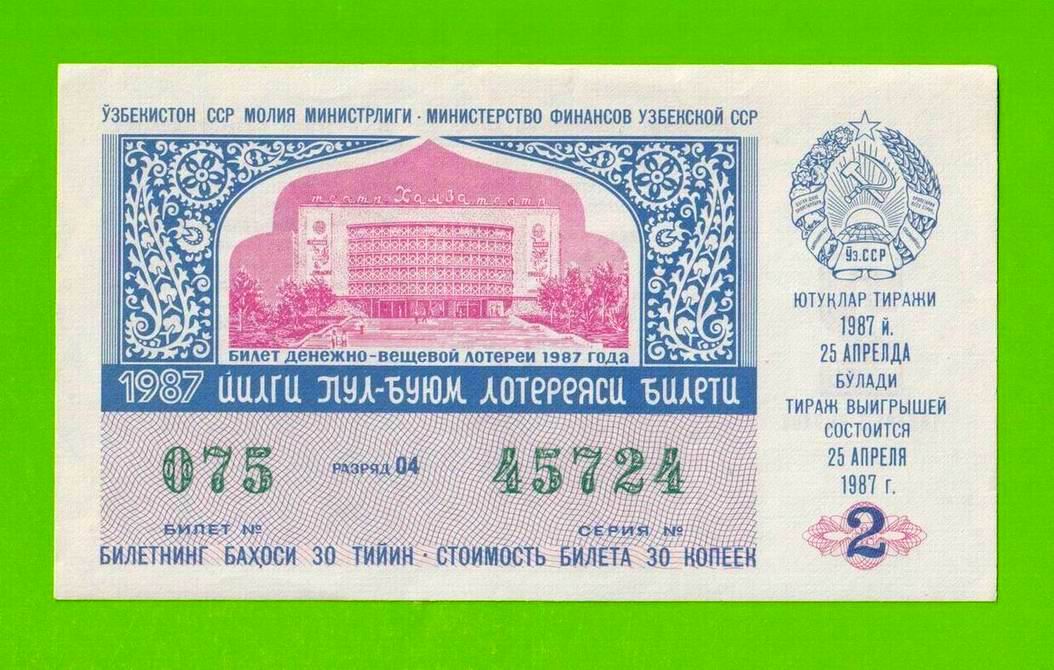 ЎЗБЕКИСТОН ССР МОЛИЯ МИНИСТРЛИГИ · МИНИСТЕРСТВО ФИНАНСОВ УЗБЕКСКОЙ ССР
театр Хамза театри
БИЛЕТ ДЕНЕЖНО-ВЕЩЕВОЙ ЛОТЕРЕИ 1987 ГОДА
1987 ЙИЛГИ ПУЛ-БУЮМ ЛОТЕРЕЯСИ БИЛЕТИ
075 РАЗРЯД 04 45724
БИЛЕТ № СЕРИЯ №
БИЛЕТНИНГ БАҲОСИ 30 ТИЙИН · СТОИМОСТЬ БИЛЕТА 30 КОПЕЕК
Ўз.ССР
ЮТУҚЛАР ТИРАЖИ
1987 й.
25 АПРЕЛДА
БЎЛАДИ
ТИРАЖ ВЫИГРЫШЕЙ
СОСТОИТСЯ
25 АПРЕЛЯ
1987 г.
2